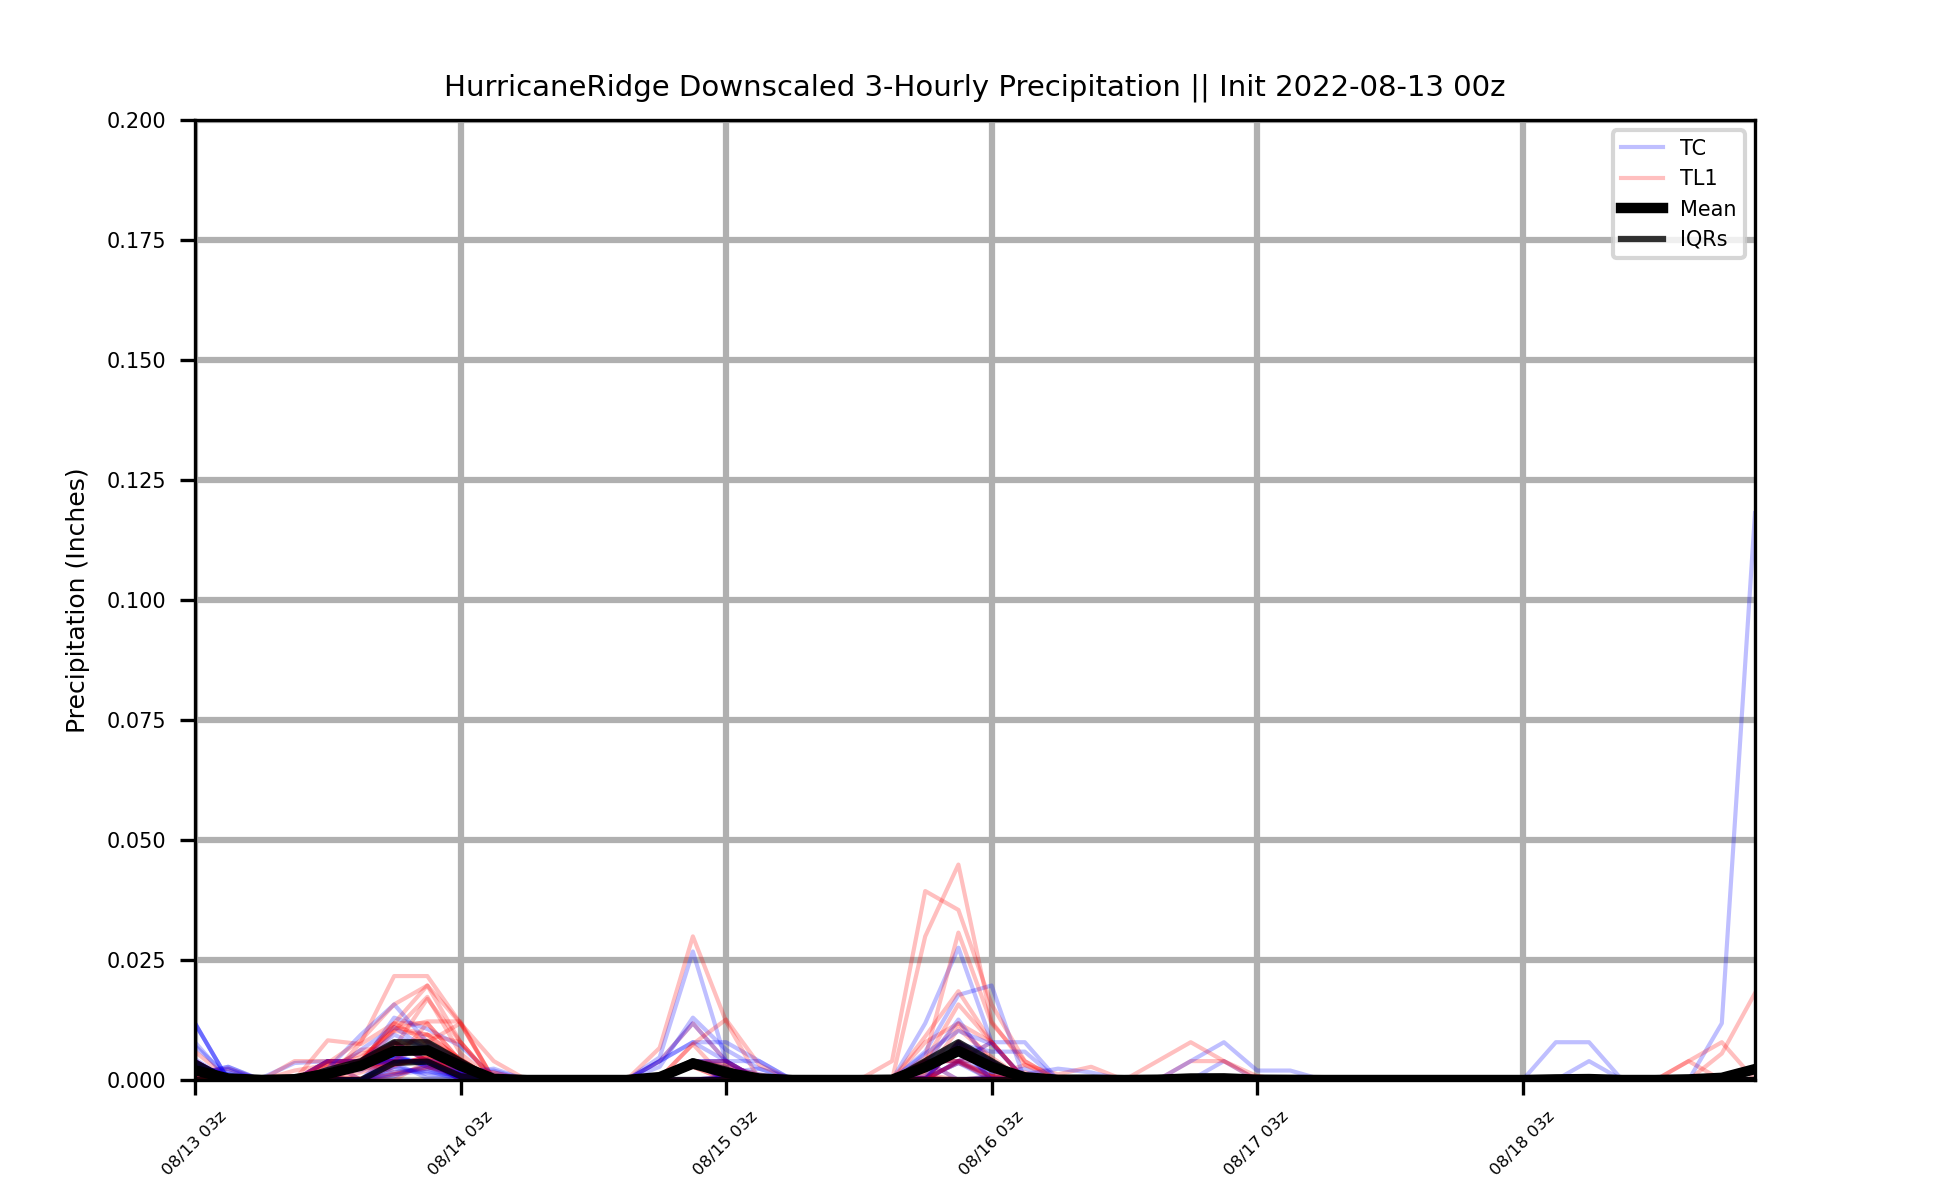 HurricaneRidge Downscaled 3-Hourly Precipitation || Init 2022-08-13 00z
Precipitation (Inches)
0.200
0.175
0.150
0.125
0.100
0.075
0.050
0.025
0.000
TC
TL1
Mean
IQRs
08/13 03z
08/14 03z
08/15 03z
08/16 03z
08/17 03z
08/18 03z